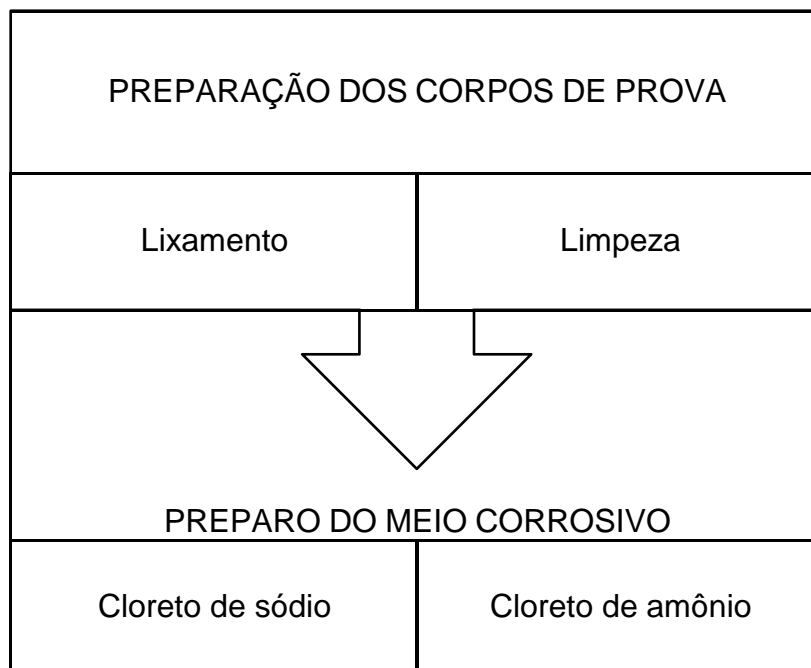 PREPARAÇÃO DOS CORPOS DE PROVA
Lixamento
Limpeza
PREPARO DO MEIO CORROSIVO
Cloreto de sódio
Cloreto de amônio